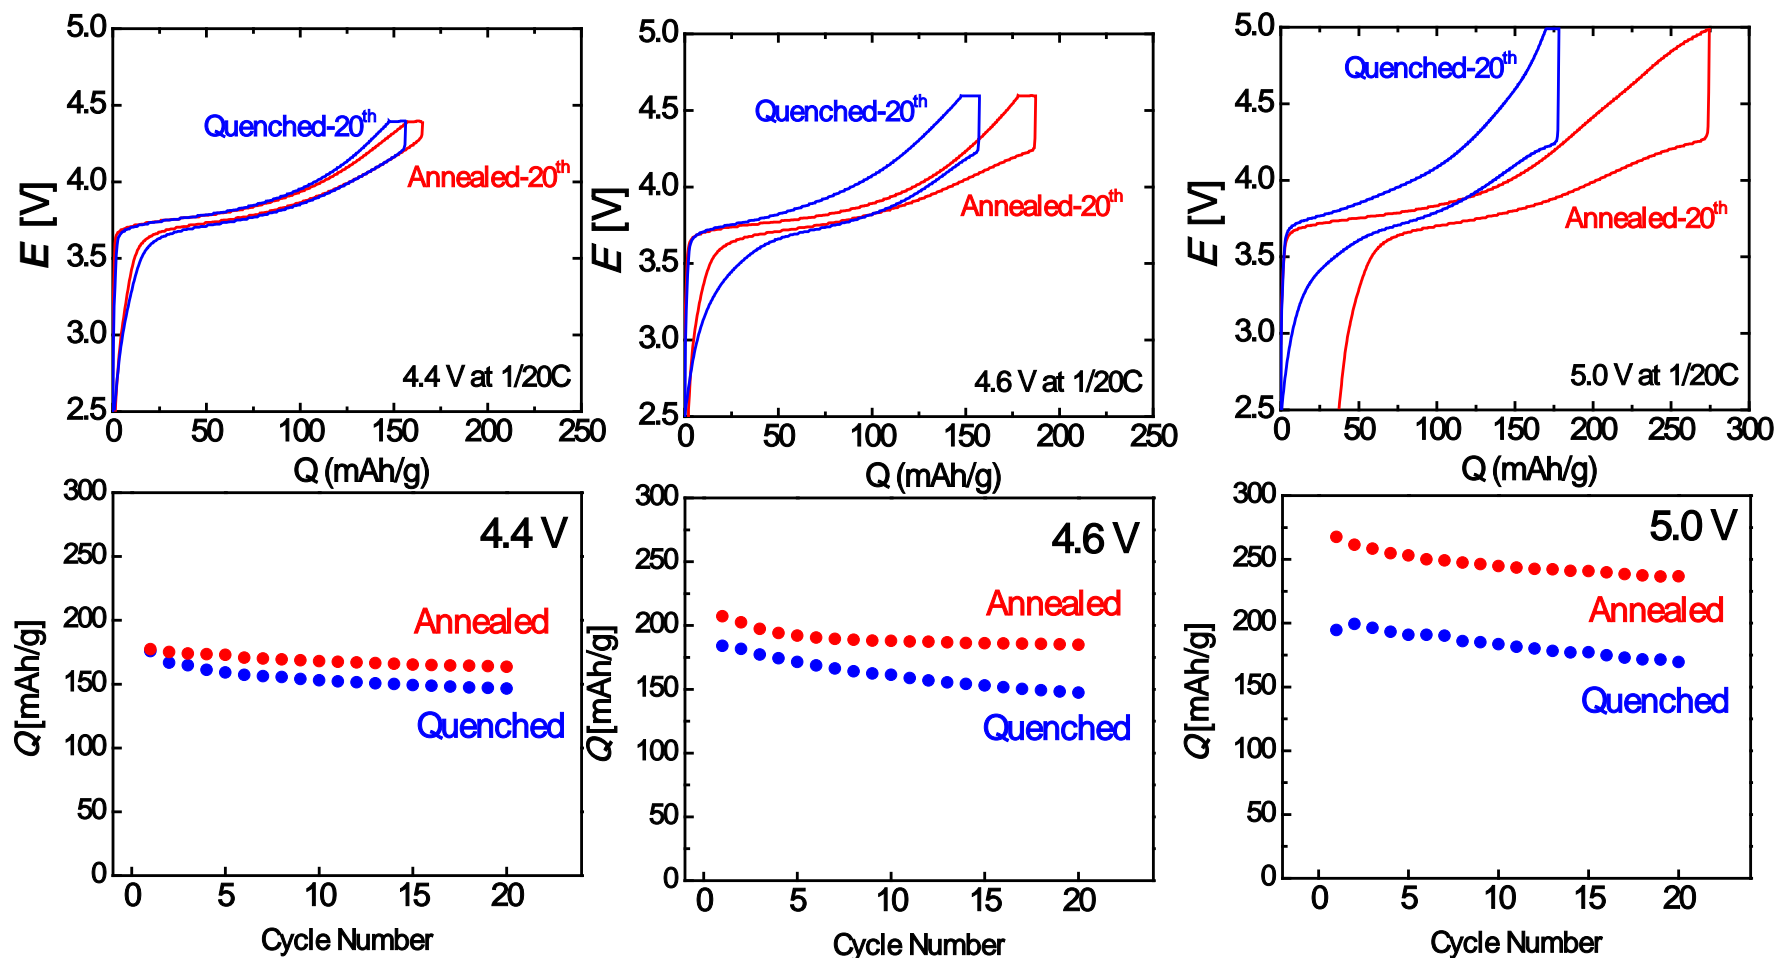 5.0
4.5
4.0
3.5
3.0
2.5
E [V]
Quenched-20th
Annealed-20th
4.4 V at 1/20C
0 50 100 150 200 250
Q (mAh/g)
5.0
4.5
4.0
3.5
3.0
2.5
E [V]
Quenched-20th
Annealed-20th
4.6 V at 1/20C
0 50 100 150 200 250
Q (mAh/g)
5.0
4.5
4.0
3.5
3.0
2.5
E [V]
Quenched-20th
Annealed-20th
5.0 V at 1/20C
0 50 100 150 200 250 300
Q (mAh/g)
300
250
200
150
100
50
0
Q[mAh/g]
4.4 V
Annealed
Quenched
0 5 10 15 20
Cycle Number
300
250
200
150
100
50
0
Q[mAh/g]
4.6 V
Annealed
Quenched
0 5 10 15 20
Cycle Number
300
250
200
150
100
50
0
Q[mAh/g]
5.0 V
Annealed
Quenched
0 5 10 15 20
Cycle Number